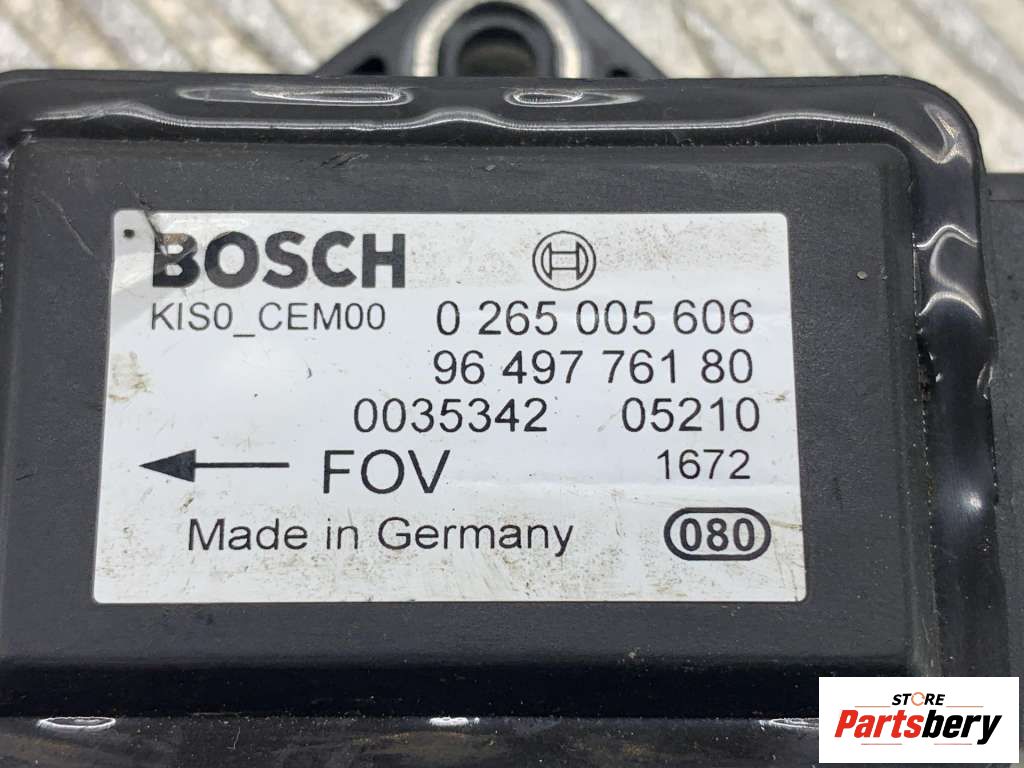 BOSCH
KIS0_CEM00 0 265 005 606
96 497 761 80
0035342 05210
FOV 1672
Made in Germany 080
STORE
Partsbery